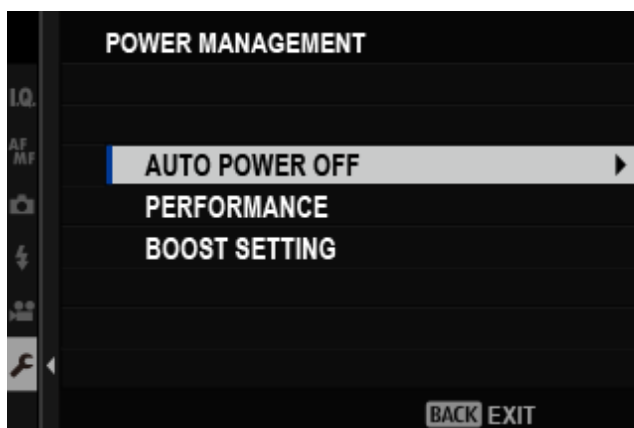 POWER MANAGEMENT
I.Q.
AF
MF
AUTO POWER OFF
PERFORMANCE
BOOST SETTING
BACK EXIT